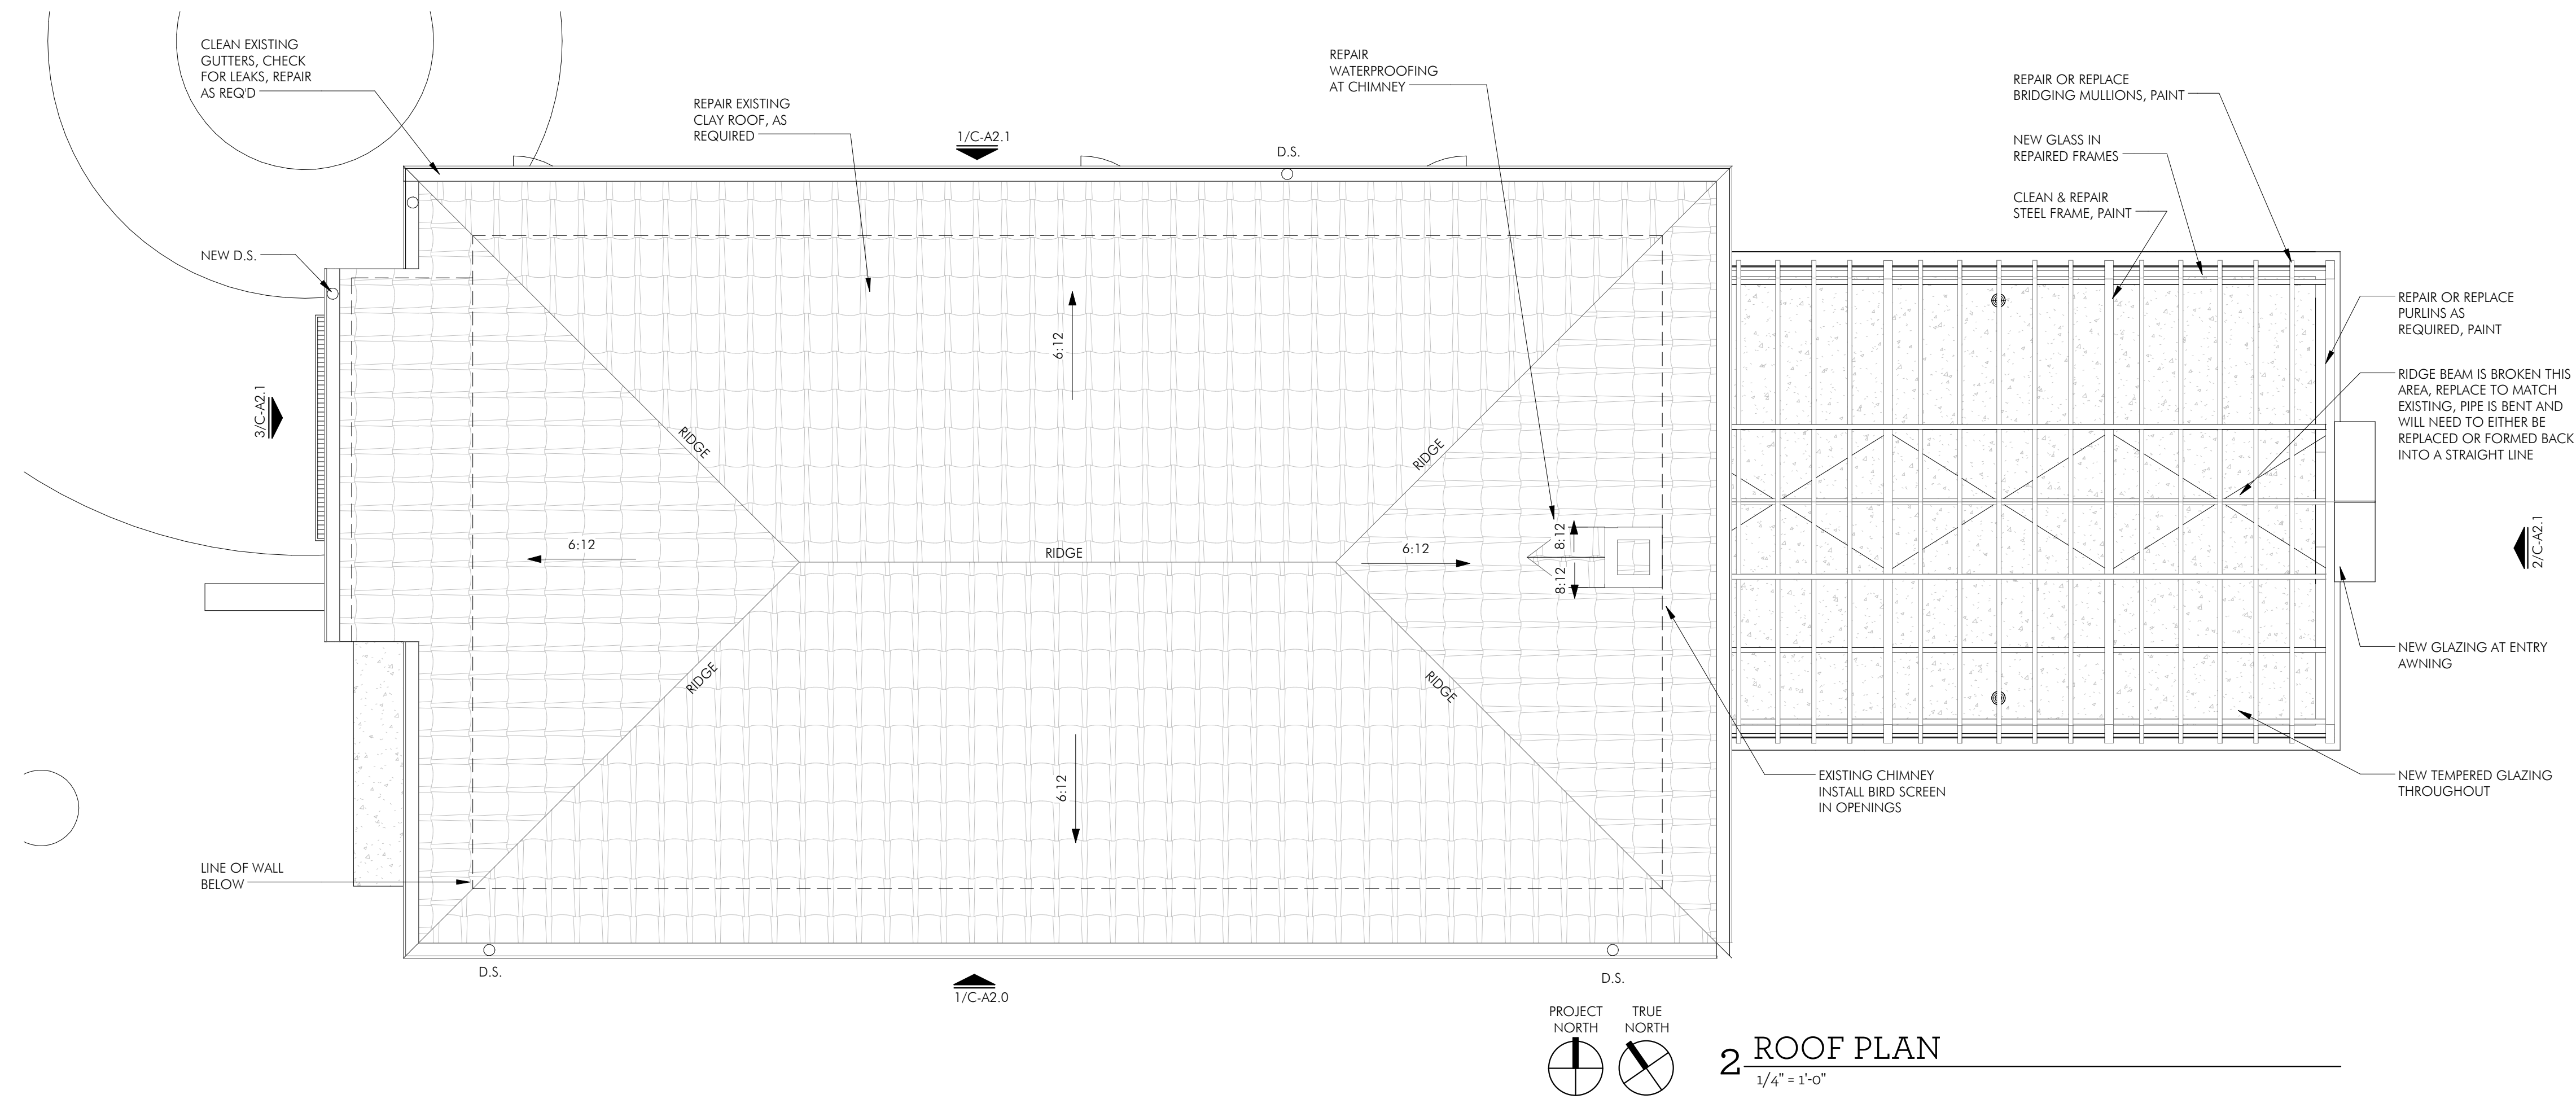 CLEAN EXISTING
GUTTERS, CHECK
FOR LEAKS, REPAIR
AS REQ'D
REPAIR EXISTING
CLAY ROOF, AS
REQUIRED
1/C-A2.1
D.S.
REPAIR
WATERPROOFING
AT CHIMNEY
REPAIR OR REPLACE
BRIDGING MULLIONS, PAINT
NEW GLASS IN
REPAIRED FRAMES
CLEAN & REPAIR
STEEL FRAME, PAINT
NEW D.S.
REPAIR OR REPLACE
PURLINS AS
REQUIRED, PAINT
6:12
3/C-A2.1
RIDGE BEAM IS BROKEN THIS
AREA, REPLACE TO MATCH
EXISTING, PIPE IS BENT AND
WILL NEED TO EITHER BE
REPLACED OR FORMED BACK
INTO A STRAIGHT LINE
RIDGE
RIDGE
6:12
RIDGE
6:12
8:12
8:12
2/C-A2.1
RIDGE
RIDGE
NEW GLAZING AT ENTRY
AWNING
6:12
EXISTING CHIMNEY
INSTALL BIRD SCREEN
IN OPENINGS
NEW TEMPERED GLAZING
THROUGHOUT
LINE OF WALL
BELOW
D.S.
1/C-A2.0
D.S.
PROJECT
NORTH
TRUE
NORTH
2 ROOF PLAN
1/4" = 1'-0"